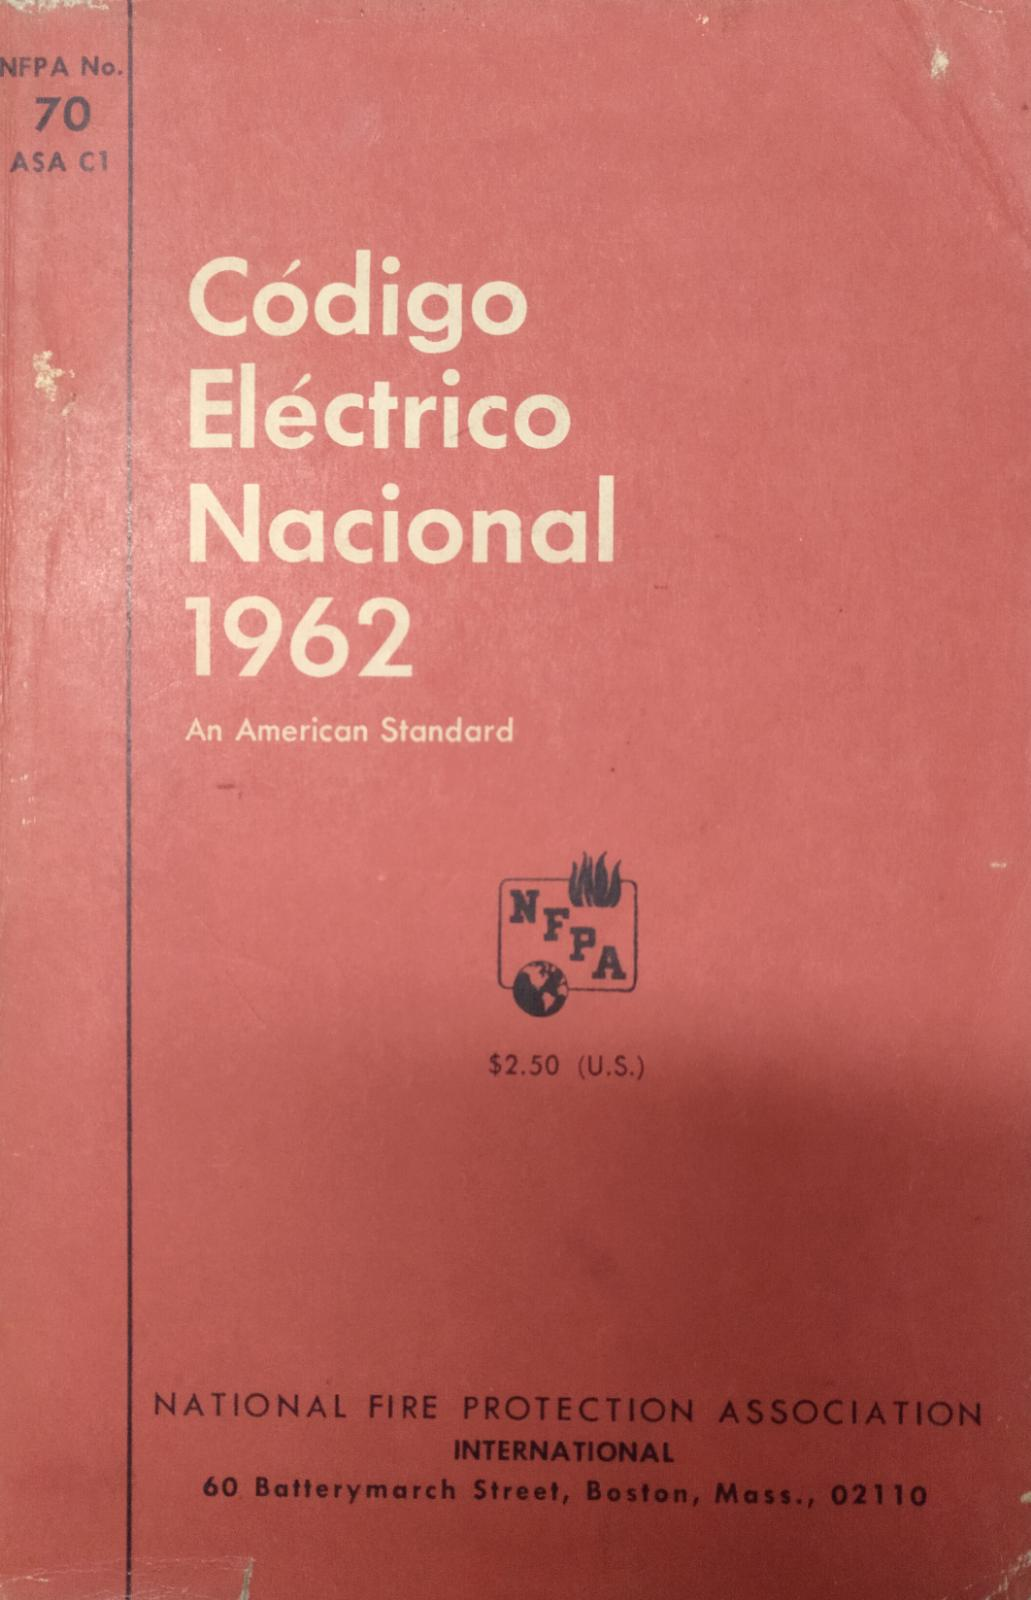 NFPA No.
70
ASA C1
Código
Eléctrico
Nacional
1962
An American Standard
NFPA
$2.50 (U.S.)
NATIONAL FIRE PROTECTION ASSOCIATION
INTERNATIONAL
60 Batterymarch Street, Boston, Mass., 02110